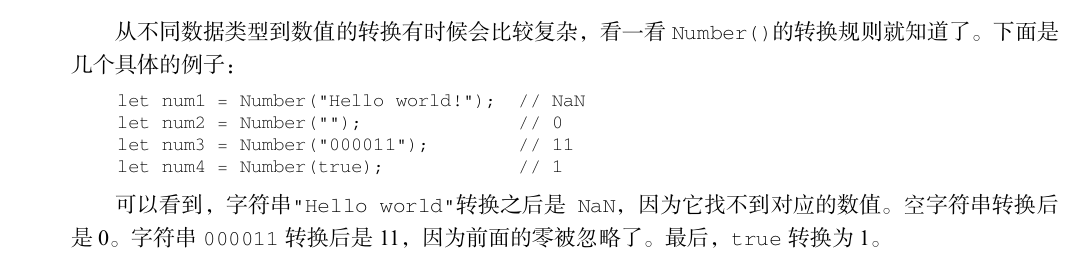 从不同数据类型到数值的转换有时候会比较复杂，看一看 Number()的转换规则就知道了。下面是
几个具体的例子：
let num1 = Number("Hello world!");  // NaN
let num2 = Number("");              // 0
let num3 = Number("000011");        // 11
let num4 = Number(true);            // 1
可以看到，字符串"Hello world"转换之后是 NaN，因为它找不到对应的数值。空字符串转换后
是 0。字符串 000011 转换后是 11，因为前面的零被忽略了。最后，true 转换为 1。